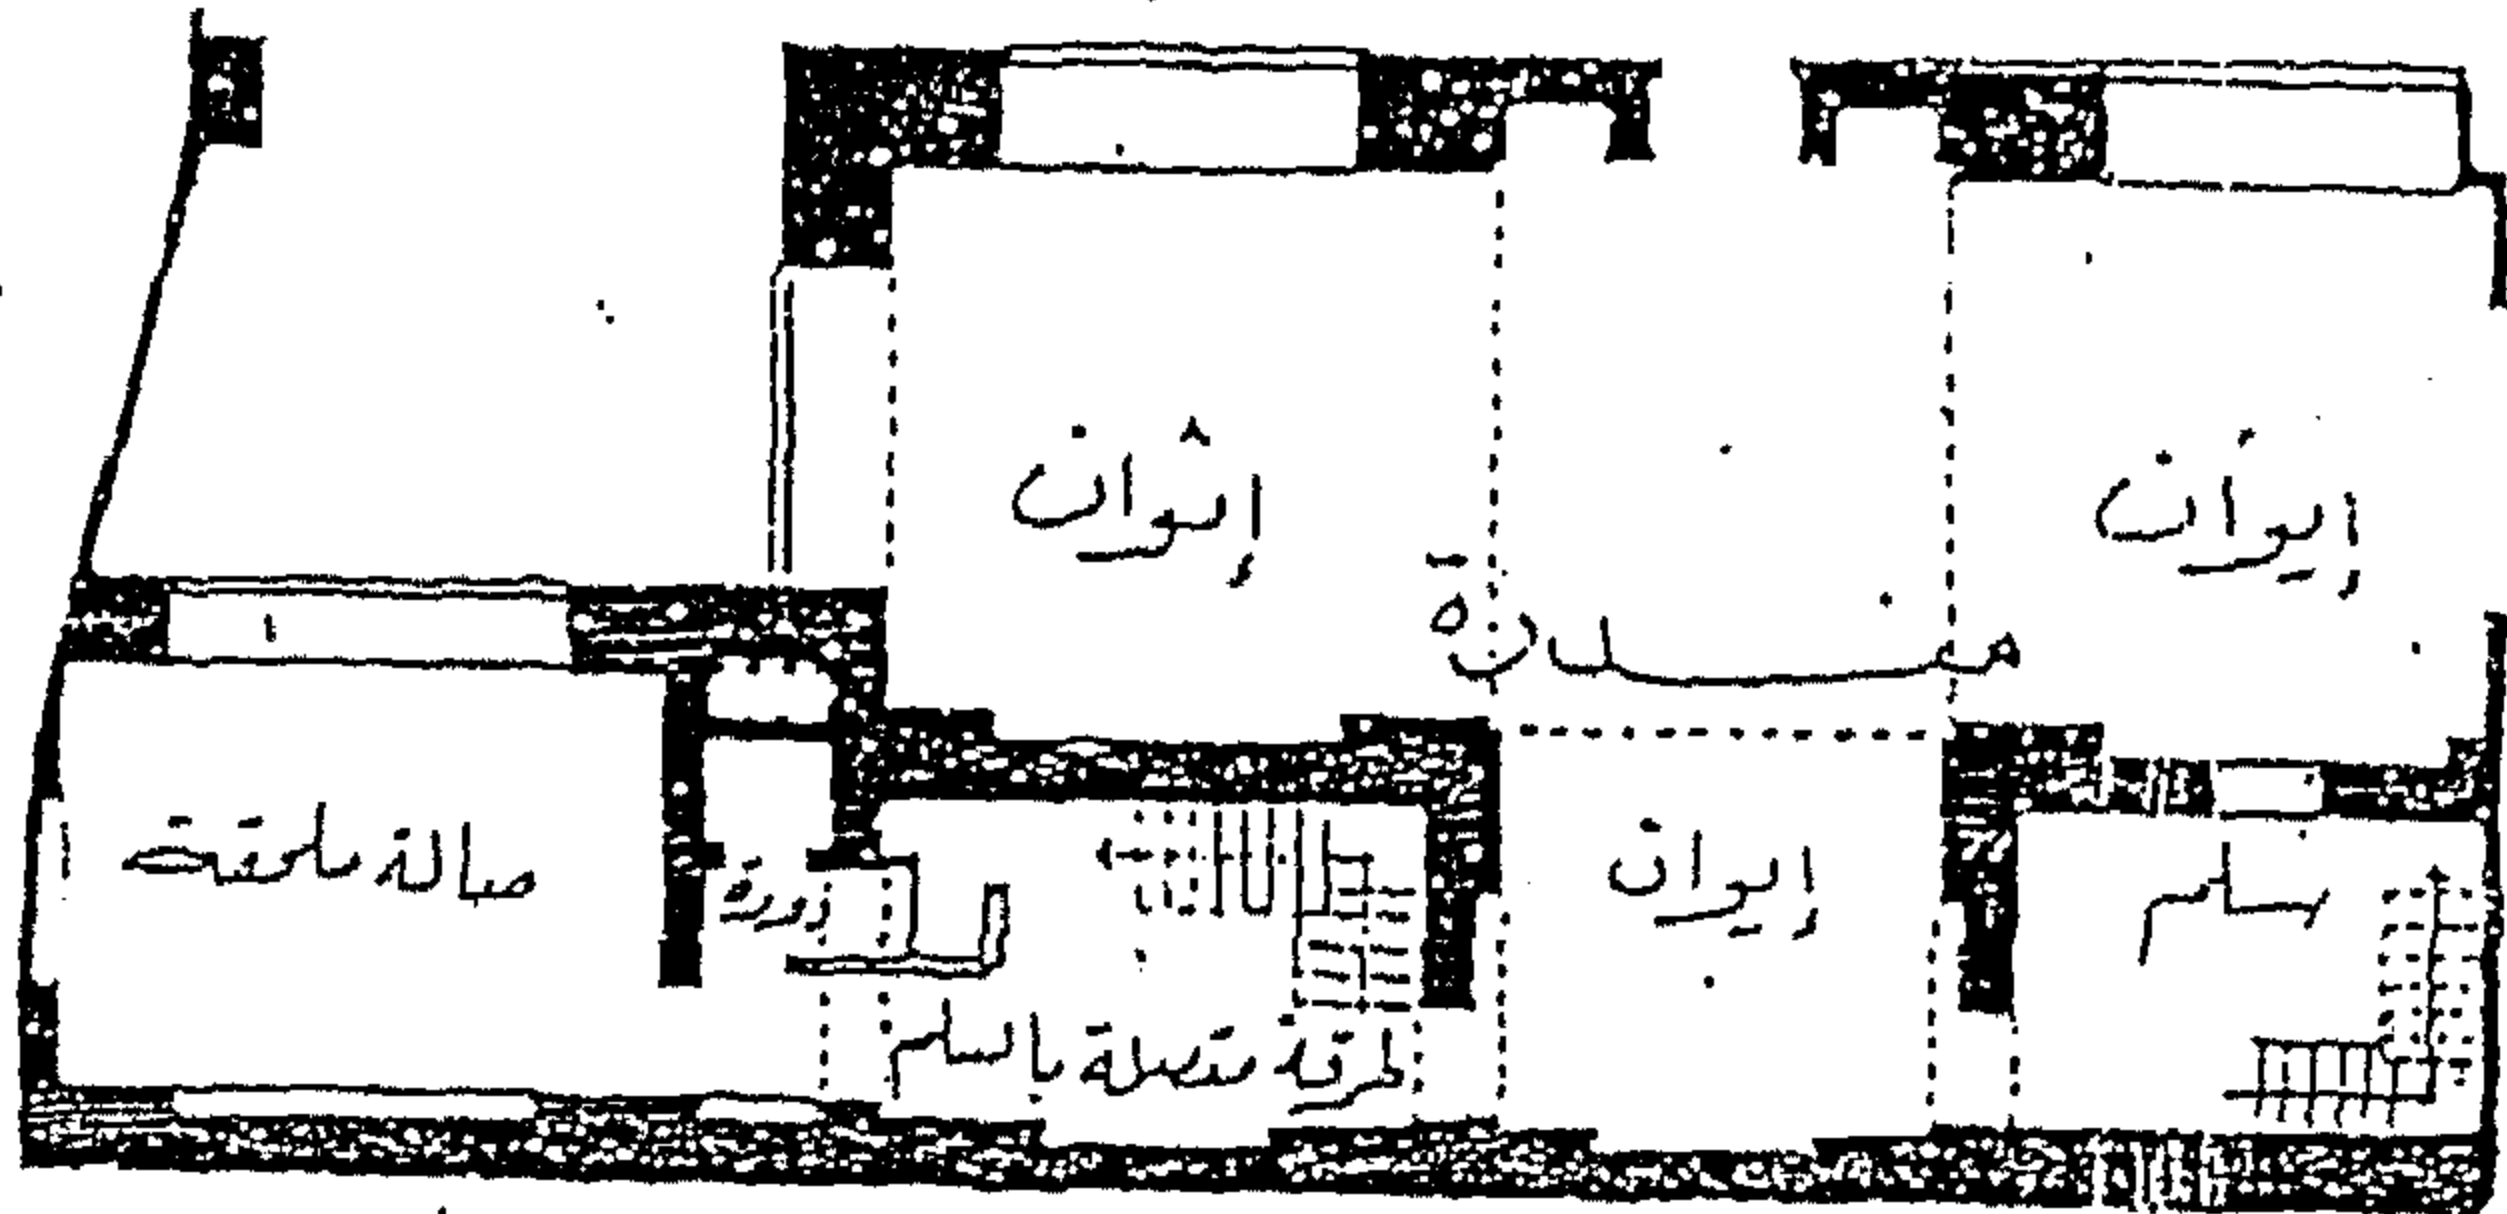 إيوان
إيوان
مندرة
سلم
إيوان
طرقة متصلة بالسلم
دورة
صالة ملحقة